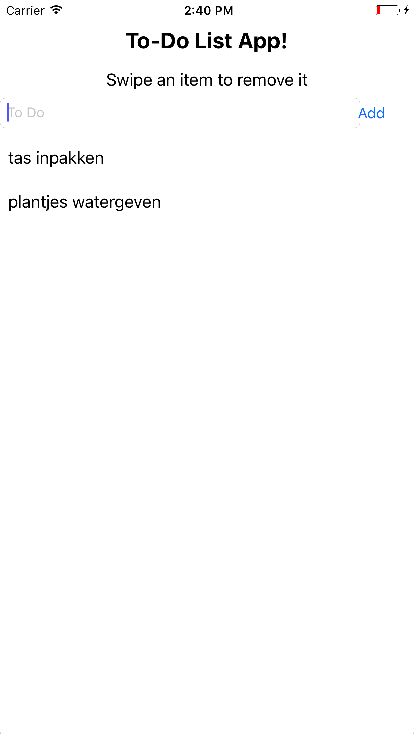 Carrier 2:40 PM
To-Do List App!
Swipe an item to remove it
To Do Add
tas inpakken
plantjes watergeven